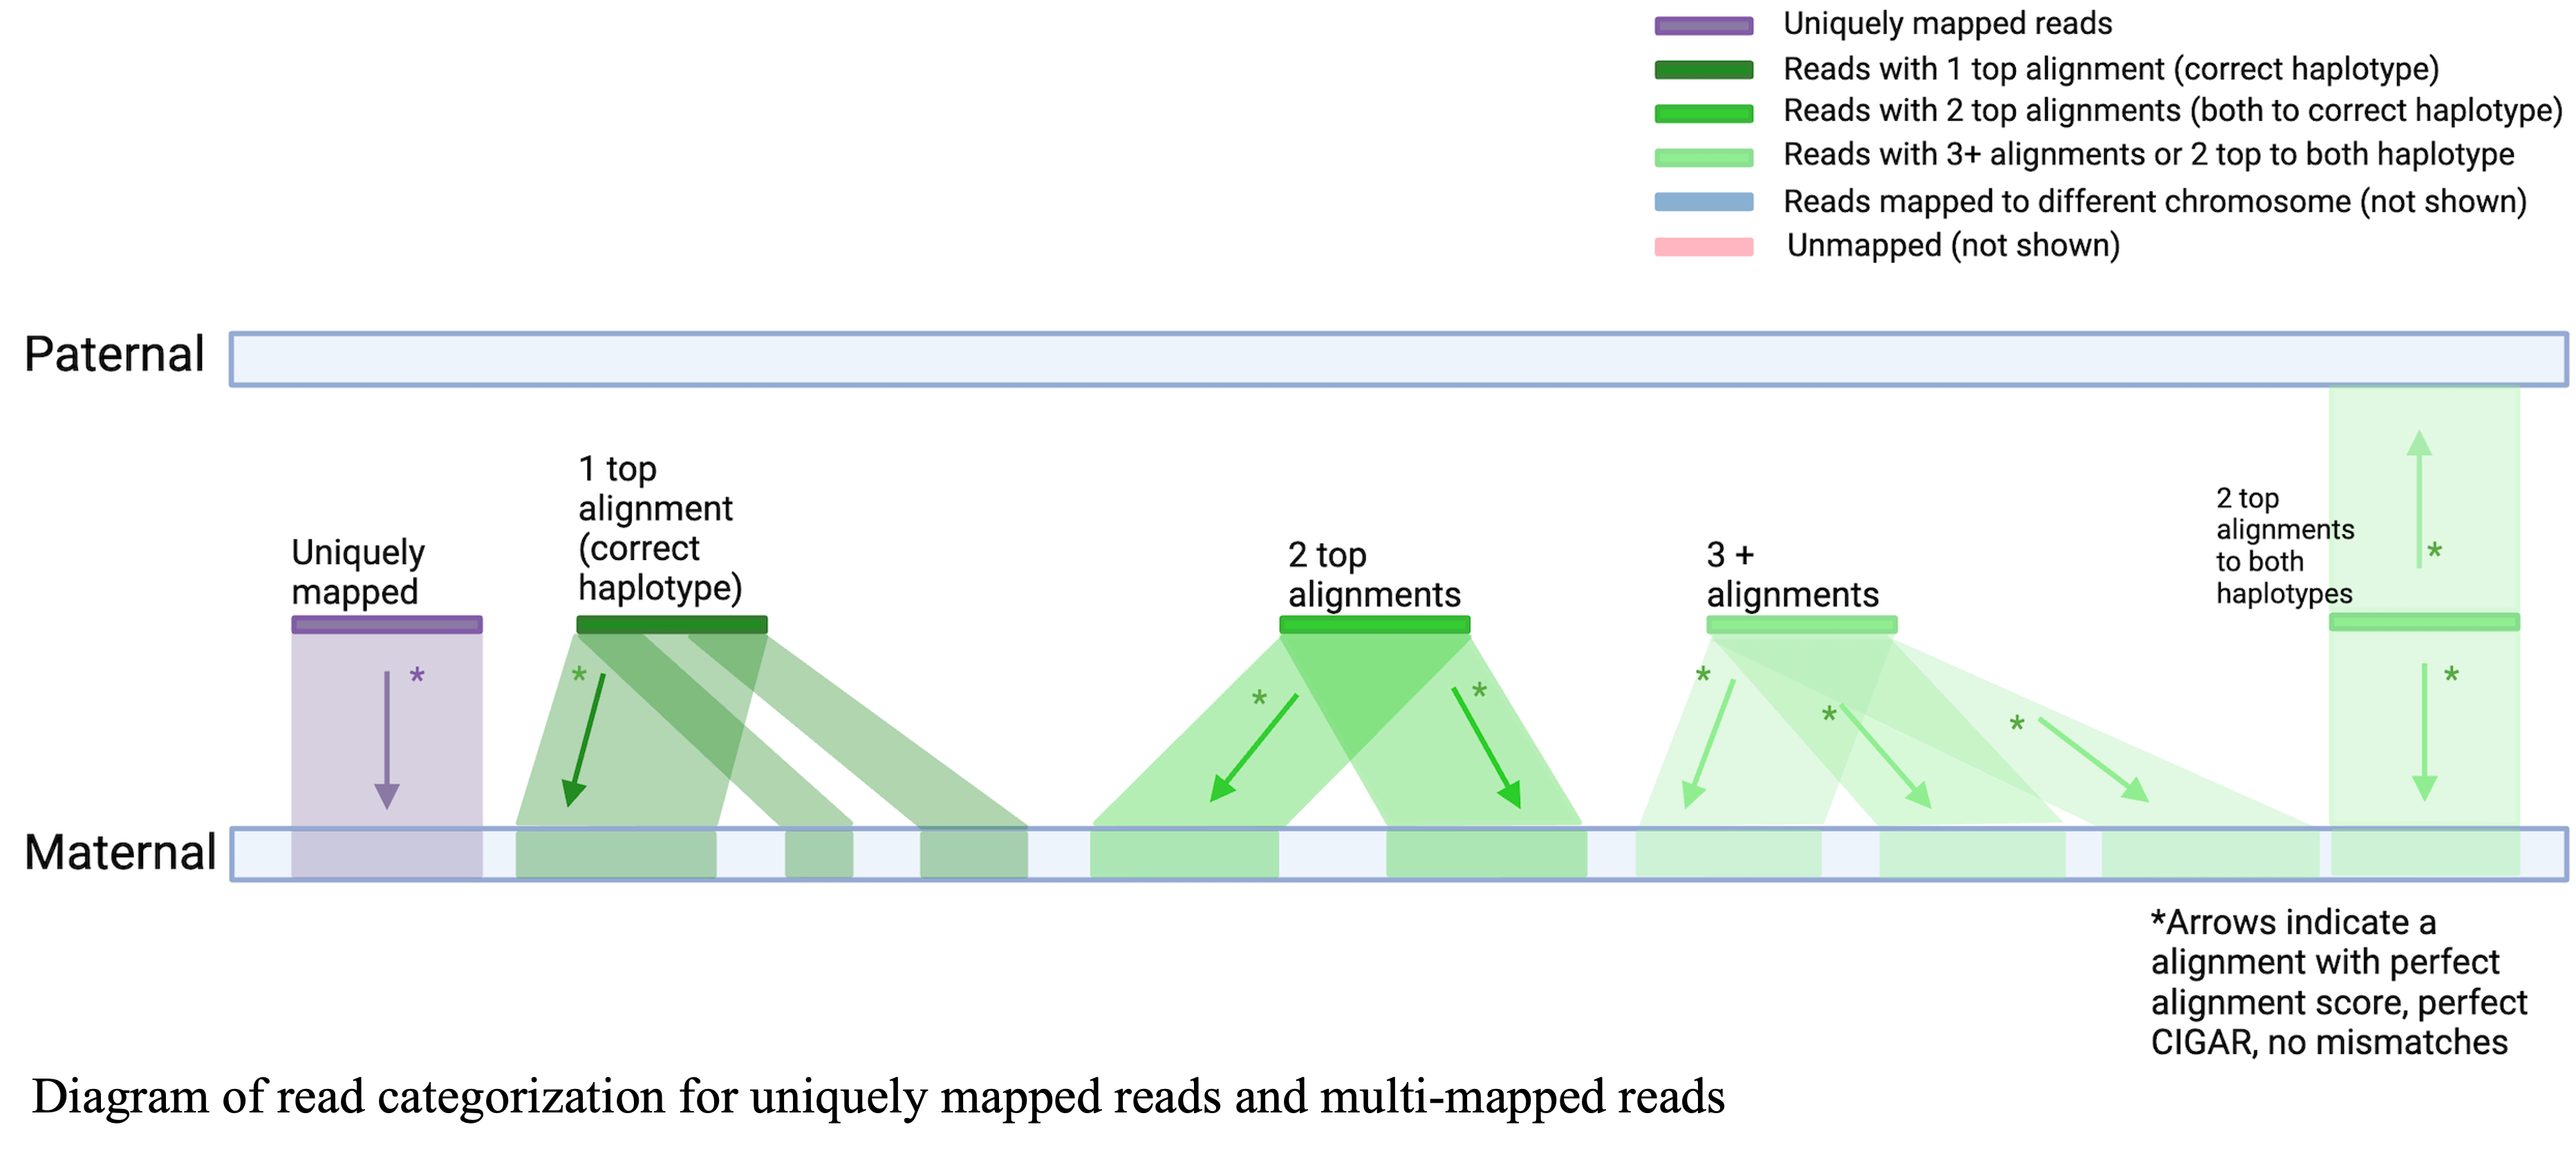 Uniquely mapped reads
Reads with 1 top alignment (correct haplotype)
Reads with 2 top alignments (both to correct haplotype)
Reads with 3+ alignments or 2 top to both haplotype
Reads mapped to different chromosome (not shown)
Unmapped (not shown)
Paternal
Uniquely
mapped
1 top
alignment
(correct
haplotype)
2 top
alignments
3 +
alignments
2 top
alignments
to both
haplotypes
*
*
*
*
*
*
*
*
*
Maternal
*Arrows indicate a
alignment with perfect
alignment score, perfect
CIGAR, no mismatches
Diagram of read categorization for uniquely mapped reads and multi-mapped reads